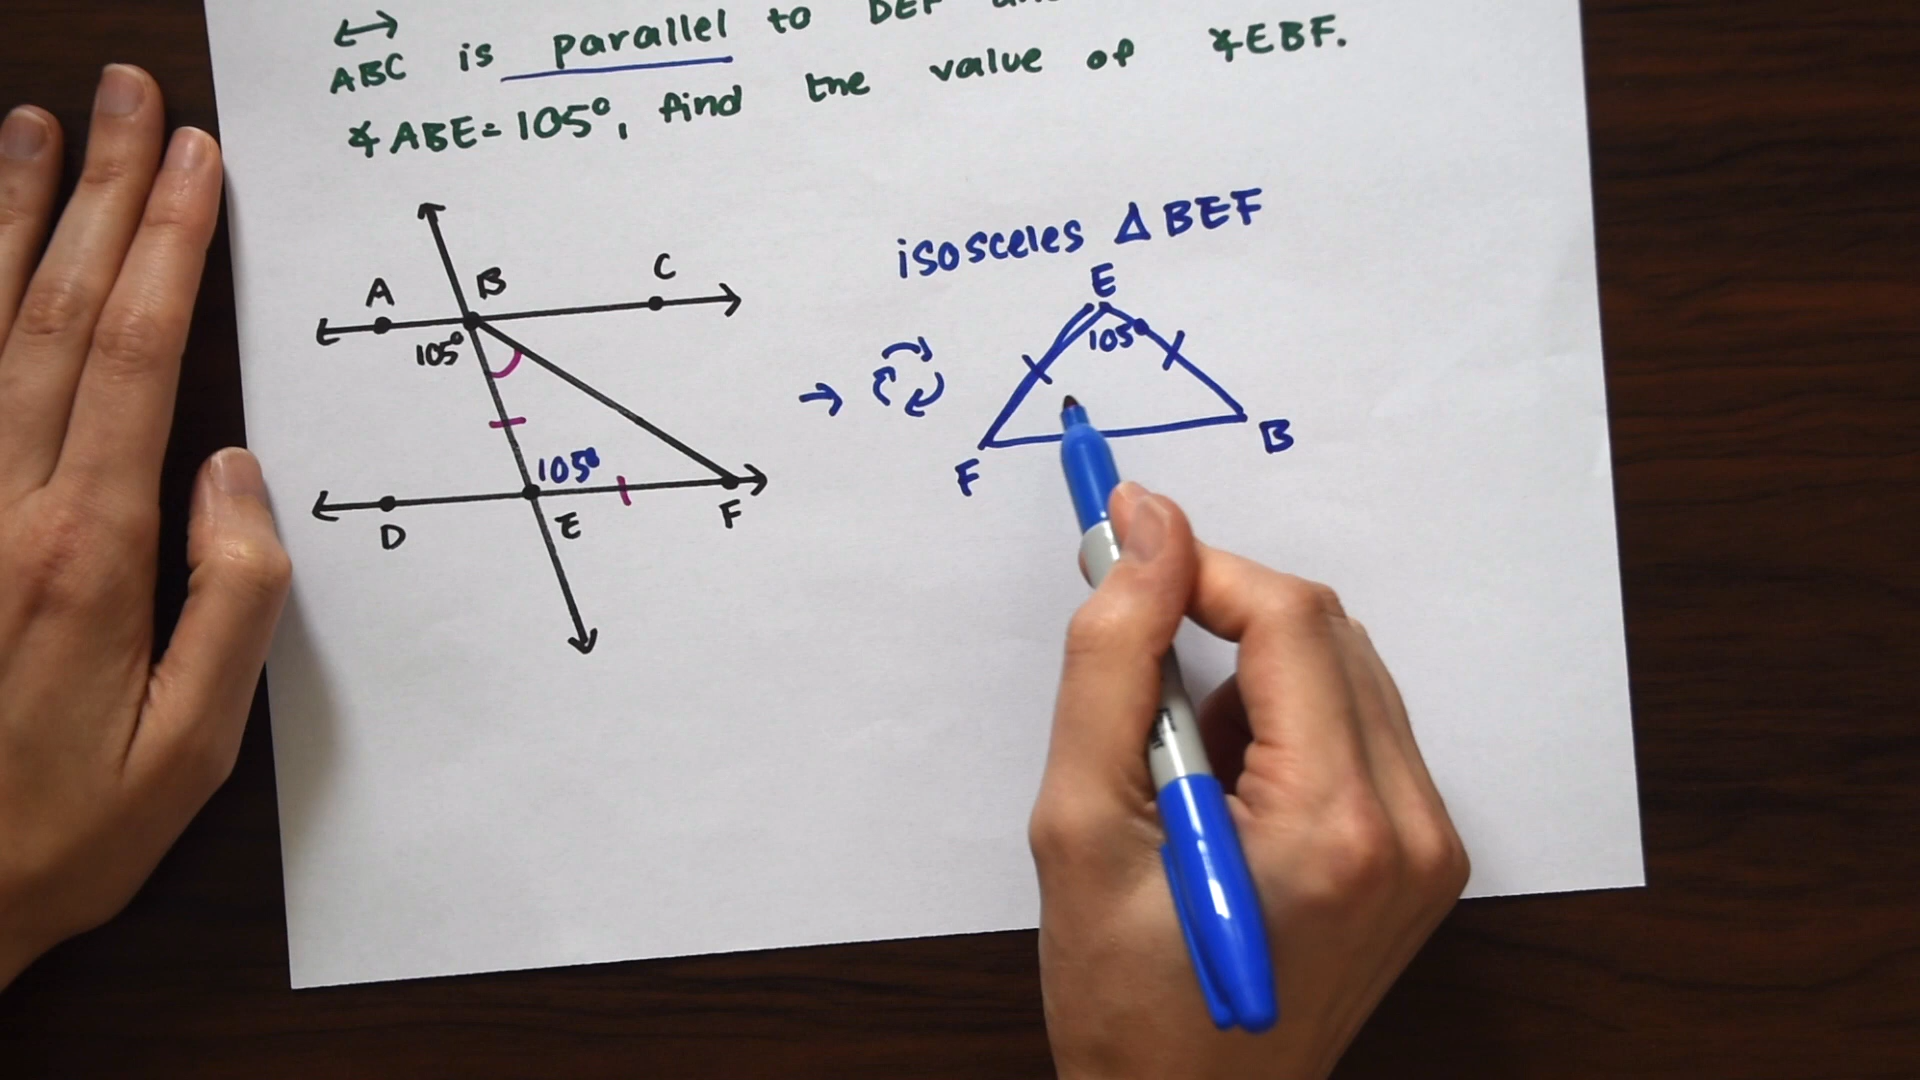 ABC is parallel to DEF
∡ABE=105°, find the value of ∡EBF.
isosceles Δ BEF
A
B
C
105°
105°
D
E
F
E
105°
F
B